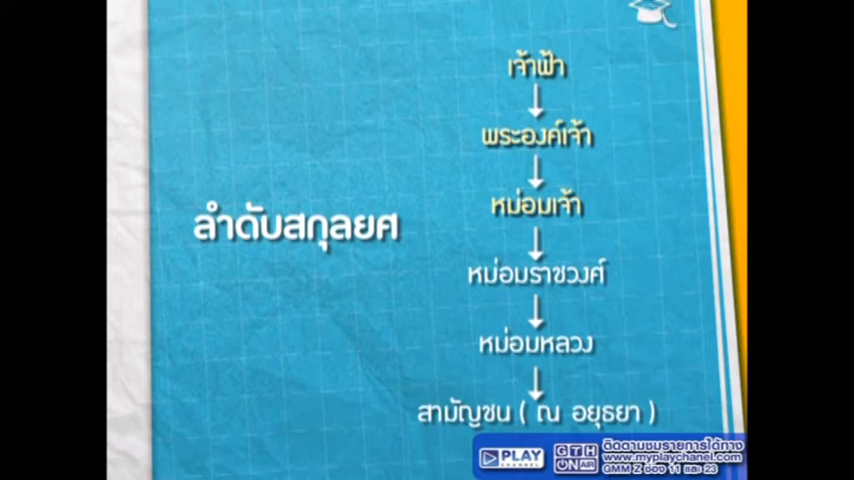 เจ้าฟ้า
พระองค์เจ้า
หม่อมเจ้า
ลำดับสกุลยศ
หม่อมราชวงศ์
หม่อมหลวง
สามัญชน ( ณ อยุธยา )
PLAY
CHANNEL
GTH
ON AIR
ติดตามชมรายการได้ทาง
www.myplaychanel.com
GMM Z ช่อง 11 และ 23